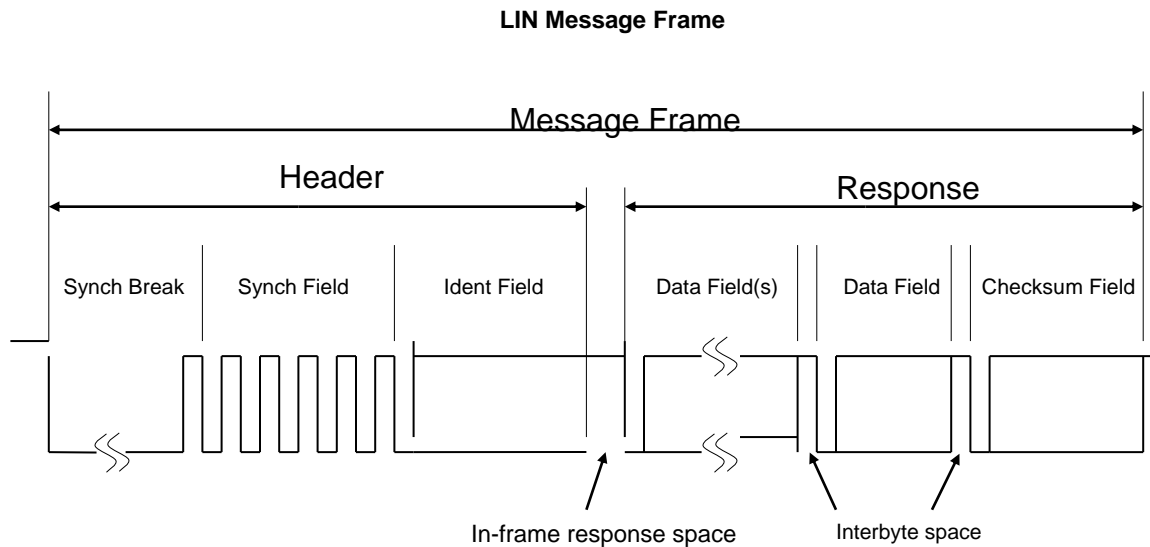 LIN Message Frame
Message Frame
Header
Response
Synch Break
Synch Field
Ident Field
Data Field(s)
Data Field
Checksum Field
In-frame response space
Interbyte space